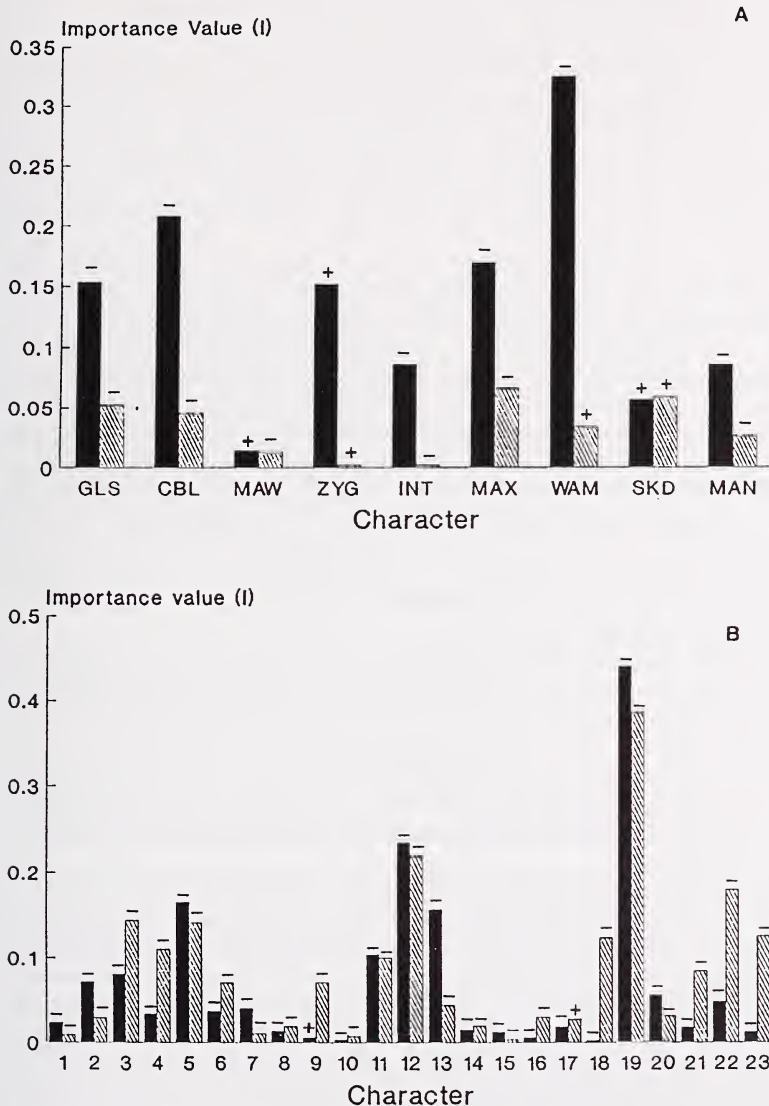 A
Importance Value (I)
0.35
0.3
0.25
0.2
0.15
0.1
0.05
0
− − − − + − + + − − − − − + + + − −
GLS CBL MAW ZYG INT MAX WAM SKD MAN
Character
Importance value (I)
B
0.5
0.4
0.3
0.2
0.1
0
1 2 3 4 5 6 7 8 9 10 11 12 13 14 15 16 17 18 19 20 21 22 23
Character